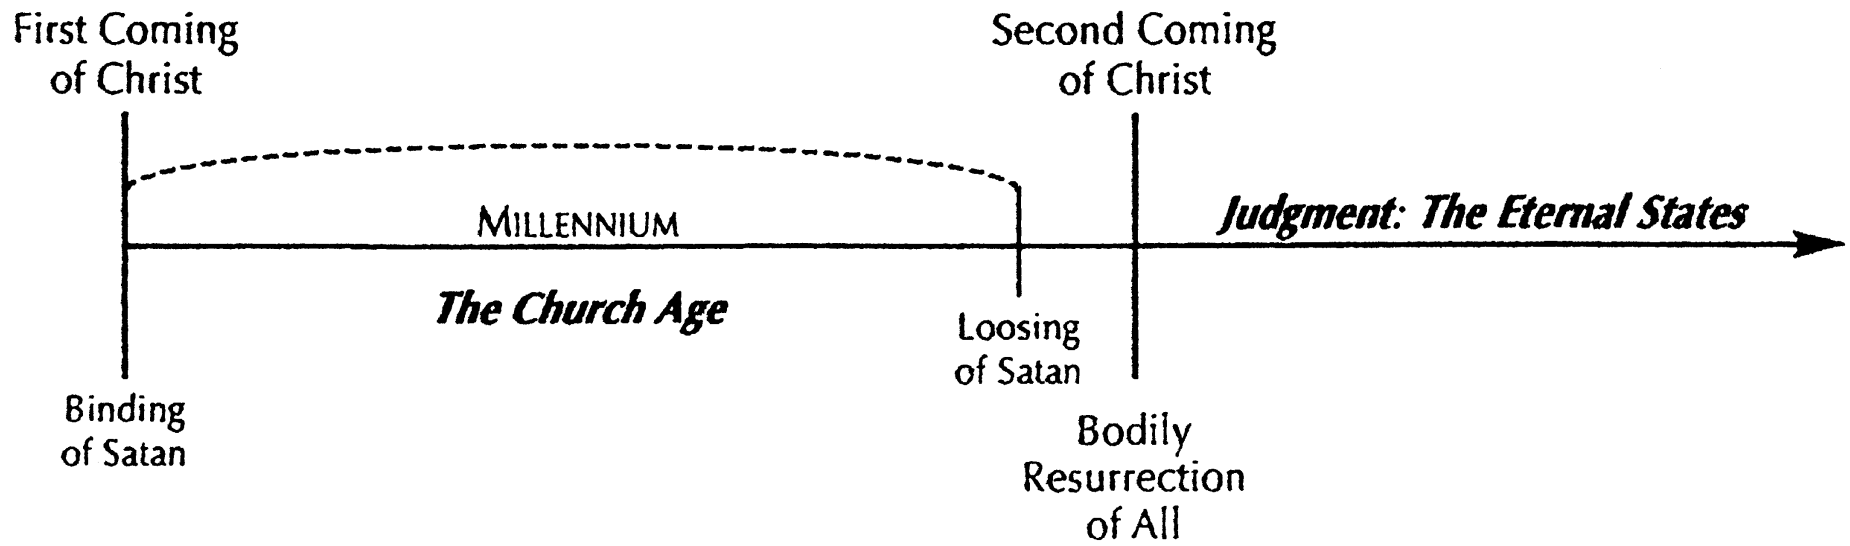 First Coming
of Christ
Second Coming
of Christ
MILLENNIUM
Judgment: The Eternal States
The Church Age
Loosing
of Satan
Binding
of Satan
Bodily
Resurrection
of All